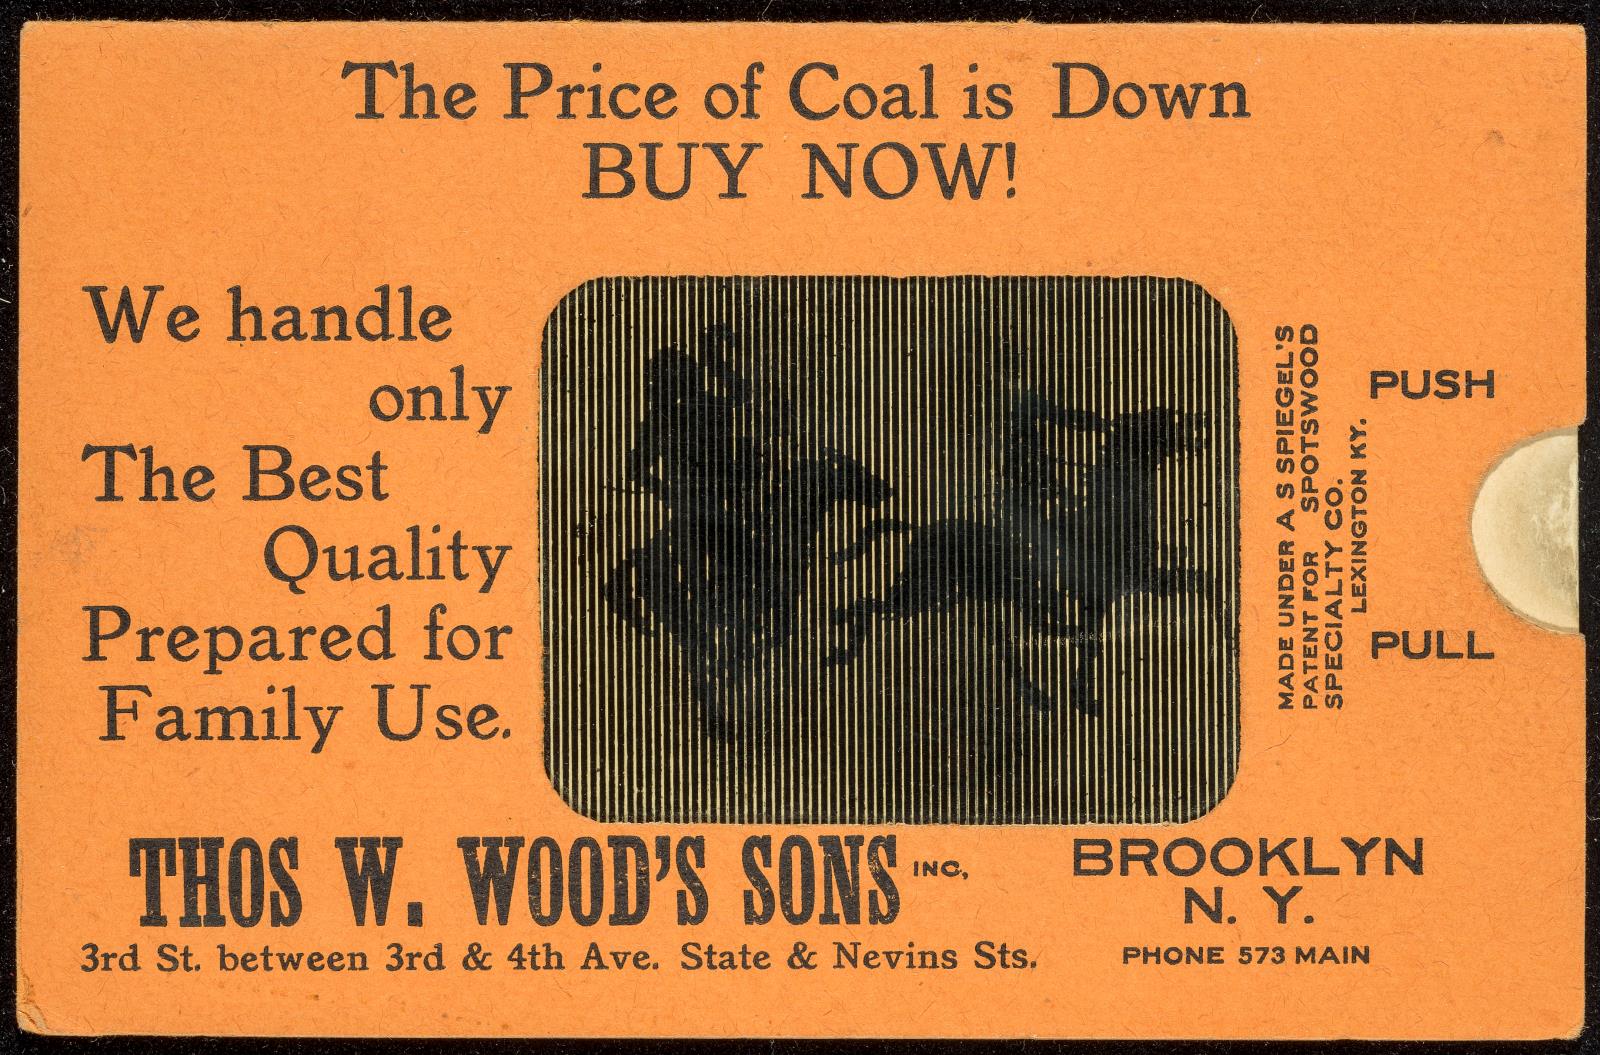 The Price of Coal is Down
BUY NOW!
We handle
only
The Best
Quality
Prepared for
Family Use.
MADE UNDER A S SPIEGEL'S
PATENT FOR SPOTSWOOD
SPECIALTY CO.
LEXINGTON KY.
PUSH
PULL
THOS W. WOOD'S SONS INC,
3rd St. between 3rd & 4th Ave. State & Nevins Sts.
BROOKLYN
N. Y.
PHONE 573 MAIN